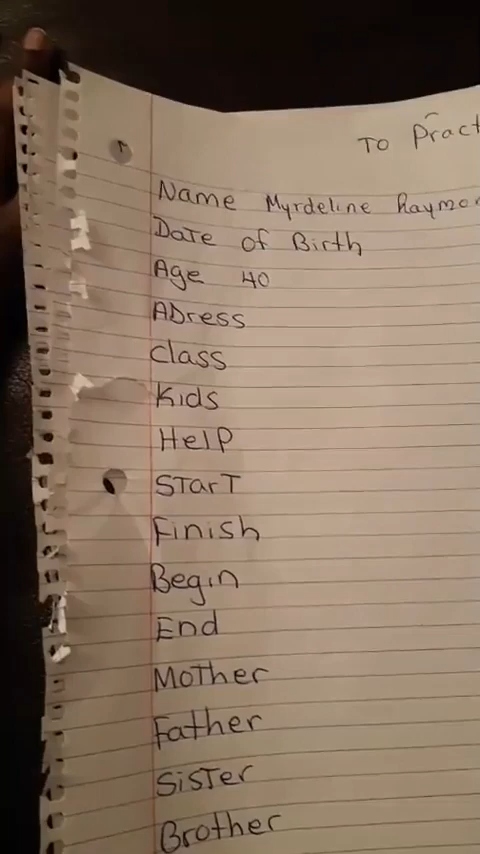 To Pract
Name Myrdeline Raymo
Date of Birth
Age 40
ADress
class
Kids
Help
Start
Finish
Begin
End
Mother
Father
Sister
Brother